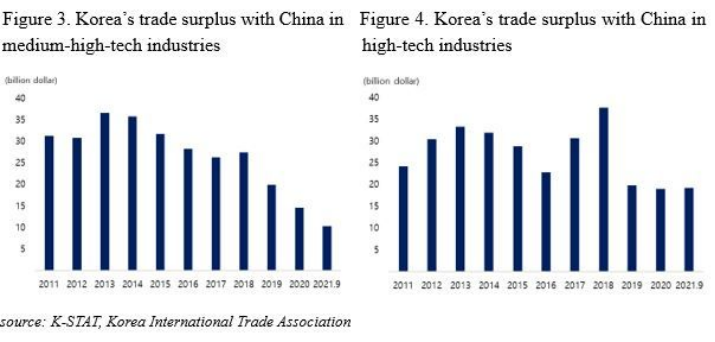 Figure 3. Korea’s trade surplus with China in
medium-high-tech industries
(billion dollar)
40
35
30
25
20
15
10
5
2011 2012 2013 2014 2015 2016 2017 2018 2019 2020 2021.9
Figure 4. Korea’s trade surplus with China in
high-tech industries
(billion dollar)
40
35
30
25
20
15
10
5
2011 2012 2013 2014 2015 2016 2017 2018 2019 2020 2021.9
source: K-STAT, Korea International Trade Association